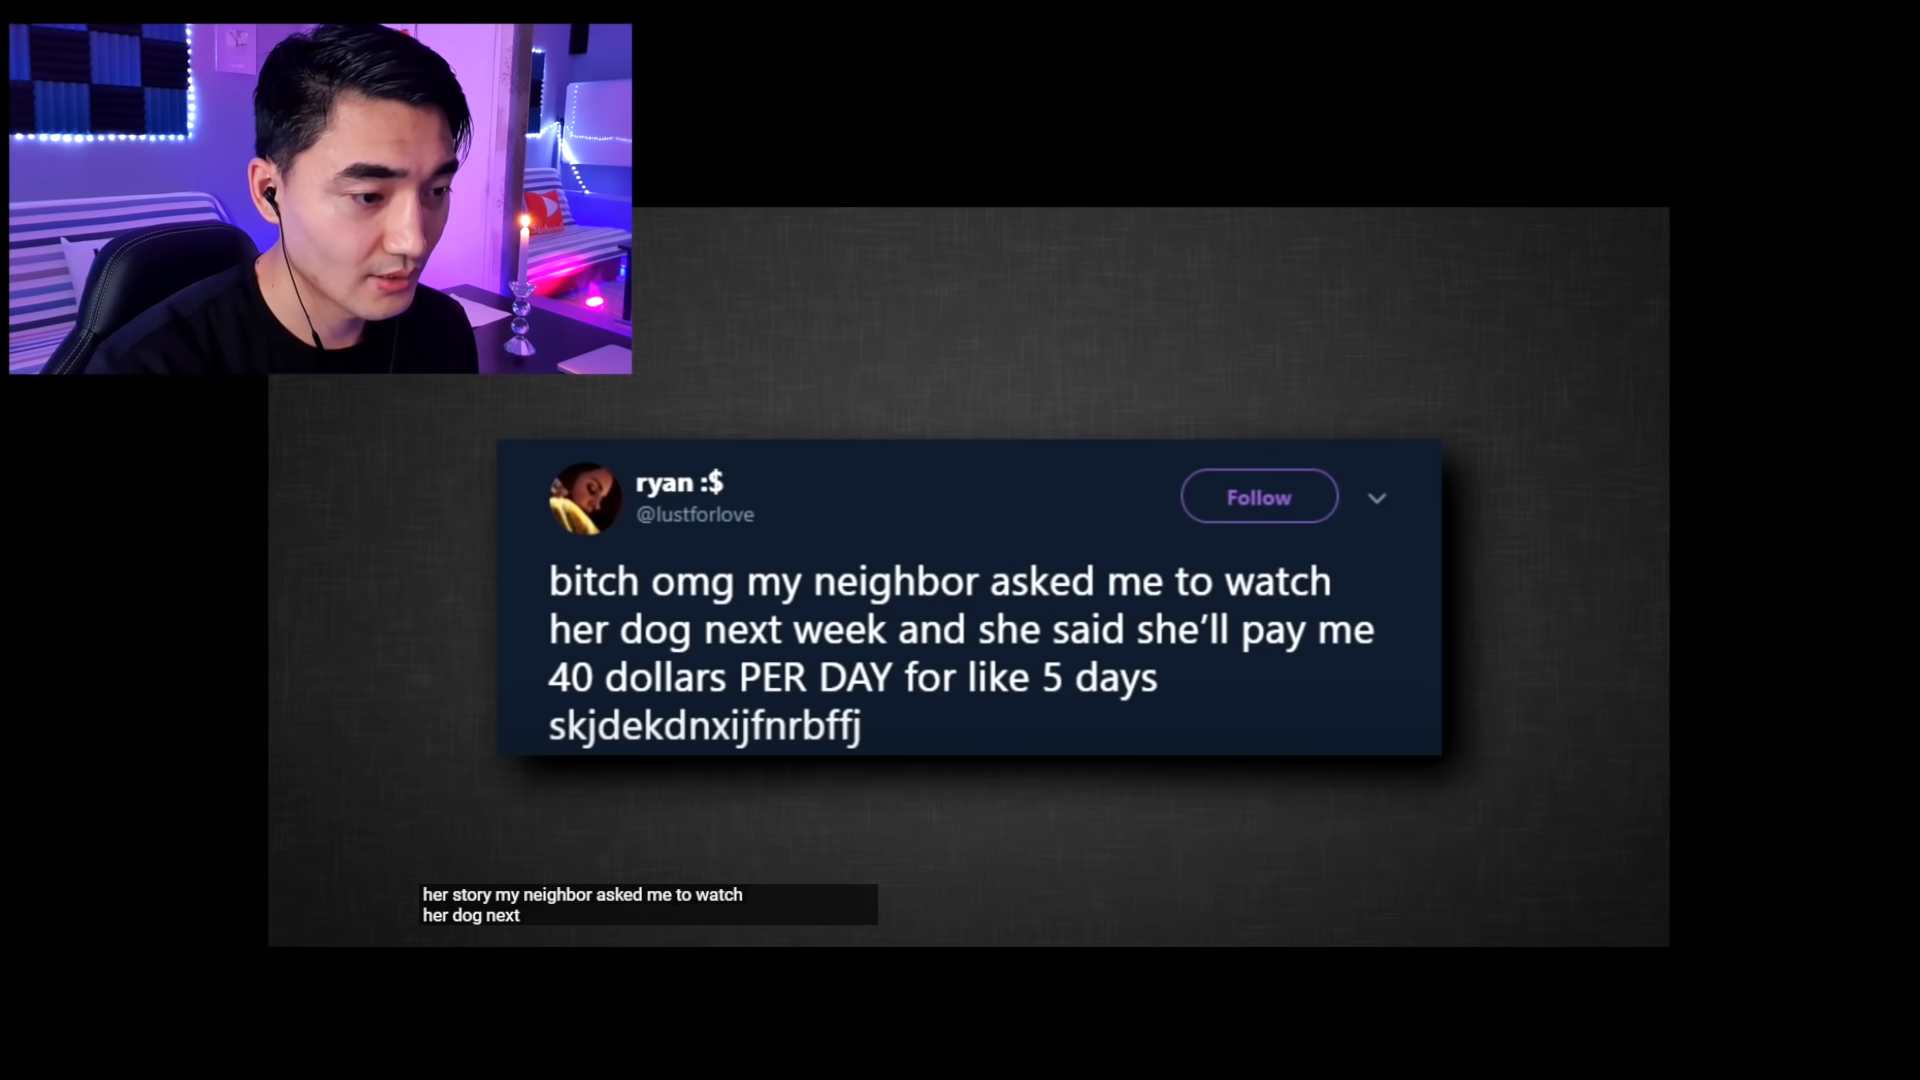 ryan :$
@lustforlove
Follow
bitch omg my neighbor asked me to watch
her dog next week and she said she’ll pay me
40 dollars PER DAY for like 5 days
skjdekdnxijfnrbffj
her story my neighbor asked me to watch
her dog next